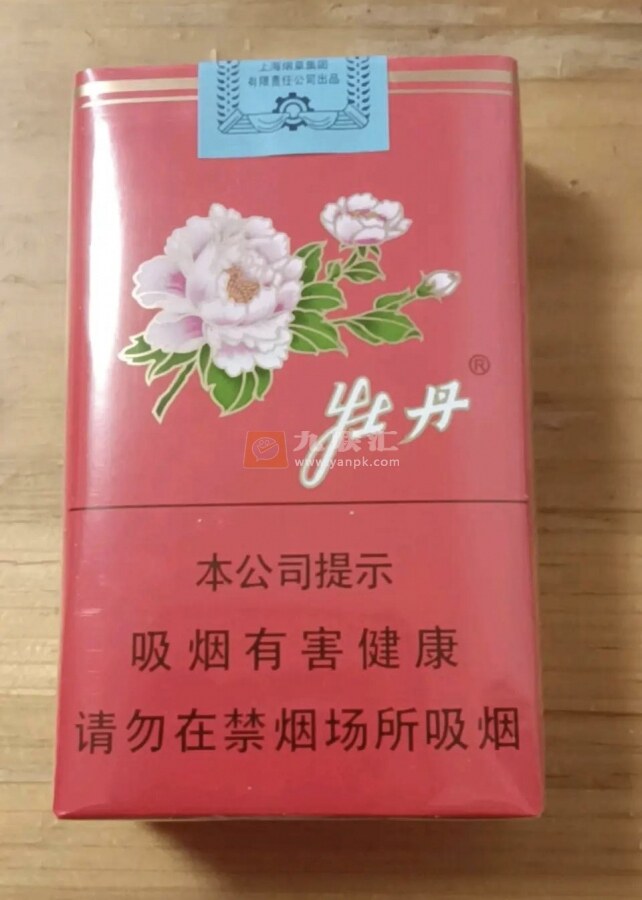 上海烟草集团
有限责任公司出品
牡丹
®
九族汇
www.yanpk.com
本公司提示
吸烟有害健康
请勿在禁烟场所吸烟